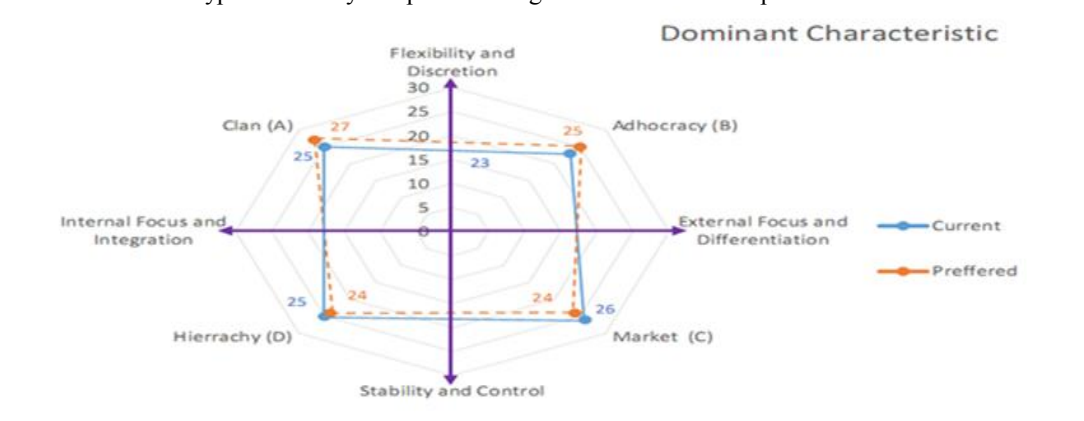 Dominant Characteristic
Flexibility and
Discretion
30
25
20
15
10
5
0
Clan (A)
27
25
Adhocracy (B)
25
23
Internal Focus and
Integration
External Focus and
Differentiation
Current
Preffered
25
24
24
26
Hierrachy (D)
Market (C)
Stability and Control